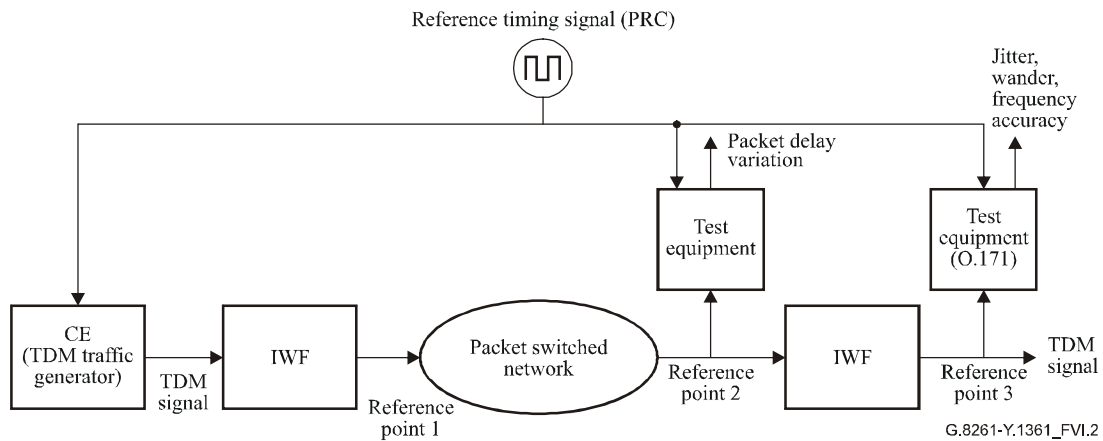 Reference timing signal (PRC)
Jitter,
wander,
frequency
accuracy
Packet delay
variation
Test
equipment
Test
equipment
(O.171)
CE
(TDM traffic
generator)
TDM
signal
IWF
Reference
point 1
Packet switched
network
Reference
point 2
IWF
Reference
point 3
TDM
signal
G.8261-Y.1361_FVI.2